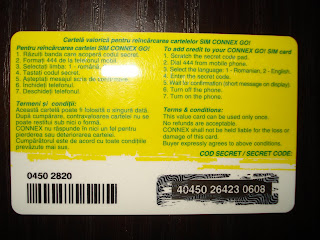 Cartelă valorică pentru reîncărcarea cartelelor SIM CONNEX GO!
Pentru reîncărcarea cartelei SIM CONNEX GO!
1. Răzuiți banda care acoperă codul secret.
2. Formați 444 de la telefonul mobil.
3. Selectați limba: 1 - română,
4. Tastați codul secret.
5. Așteptați mesajul scris de
6. Închideți telefonul.
7. Deschideți telefonul.
Termeni și condiții:
Această cartelă poate fi folosită o singură dată.
După cumpărare, contravaloarea cartelei nu se
poate restitui sub nici o formă.
CONNEX nu răspunde în nici un fel pentru
pierderea sau deteriorarea cartelei.
Cumpărătorul este de acord cu toate condițiile
prevăzute mai sus.
To add credit to your CONNEX GO! SIM card
1. Scratch the secret code pad.
2. Dial 444 from mobile phone.
3. Select the language: 1 - Romanian, 2 - English.
4. Enter the secret code.
5. Wait for confirmation (short message on display).
6. Turn off the phone.
7. Turn on the phone.
Terms & conditions:
This value card can be used only once.
No refunds are acceptable.
CONNEX shall not be held liable for the loss or
damage of this card.
Buyer expressly agrees to above conditions.
COD SECRET / SECRET CODE:
0450 2820
40450 26423 0608